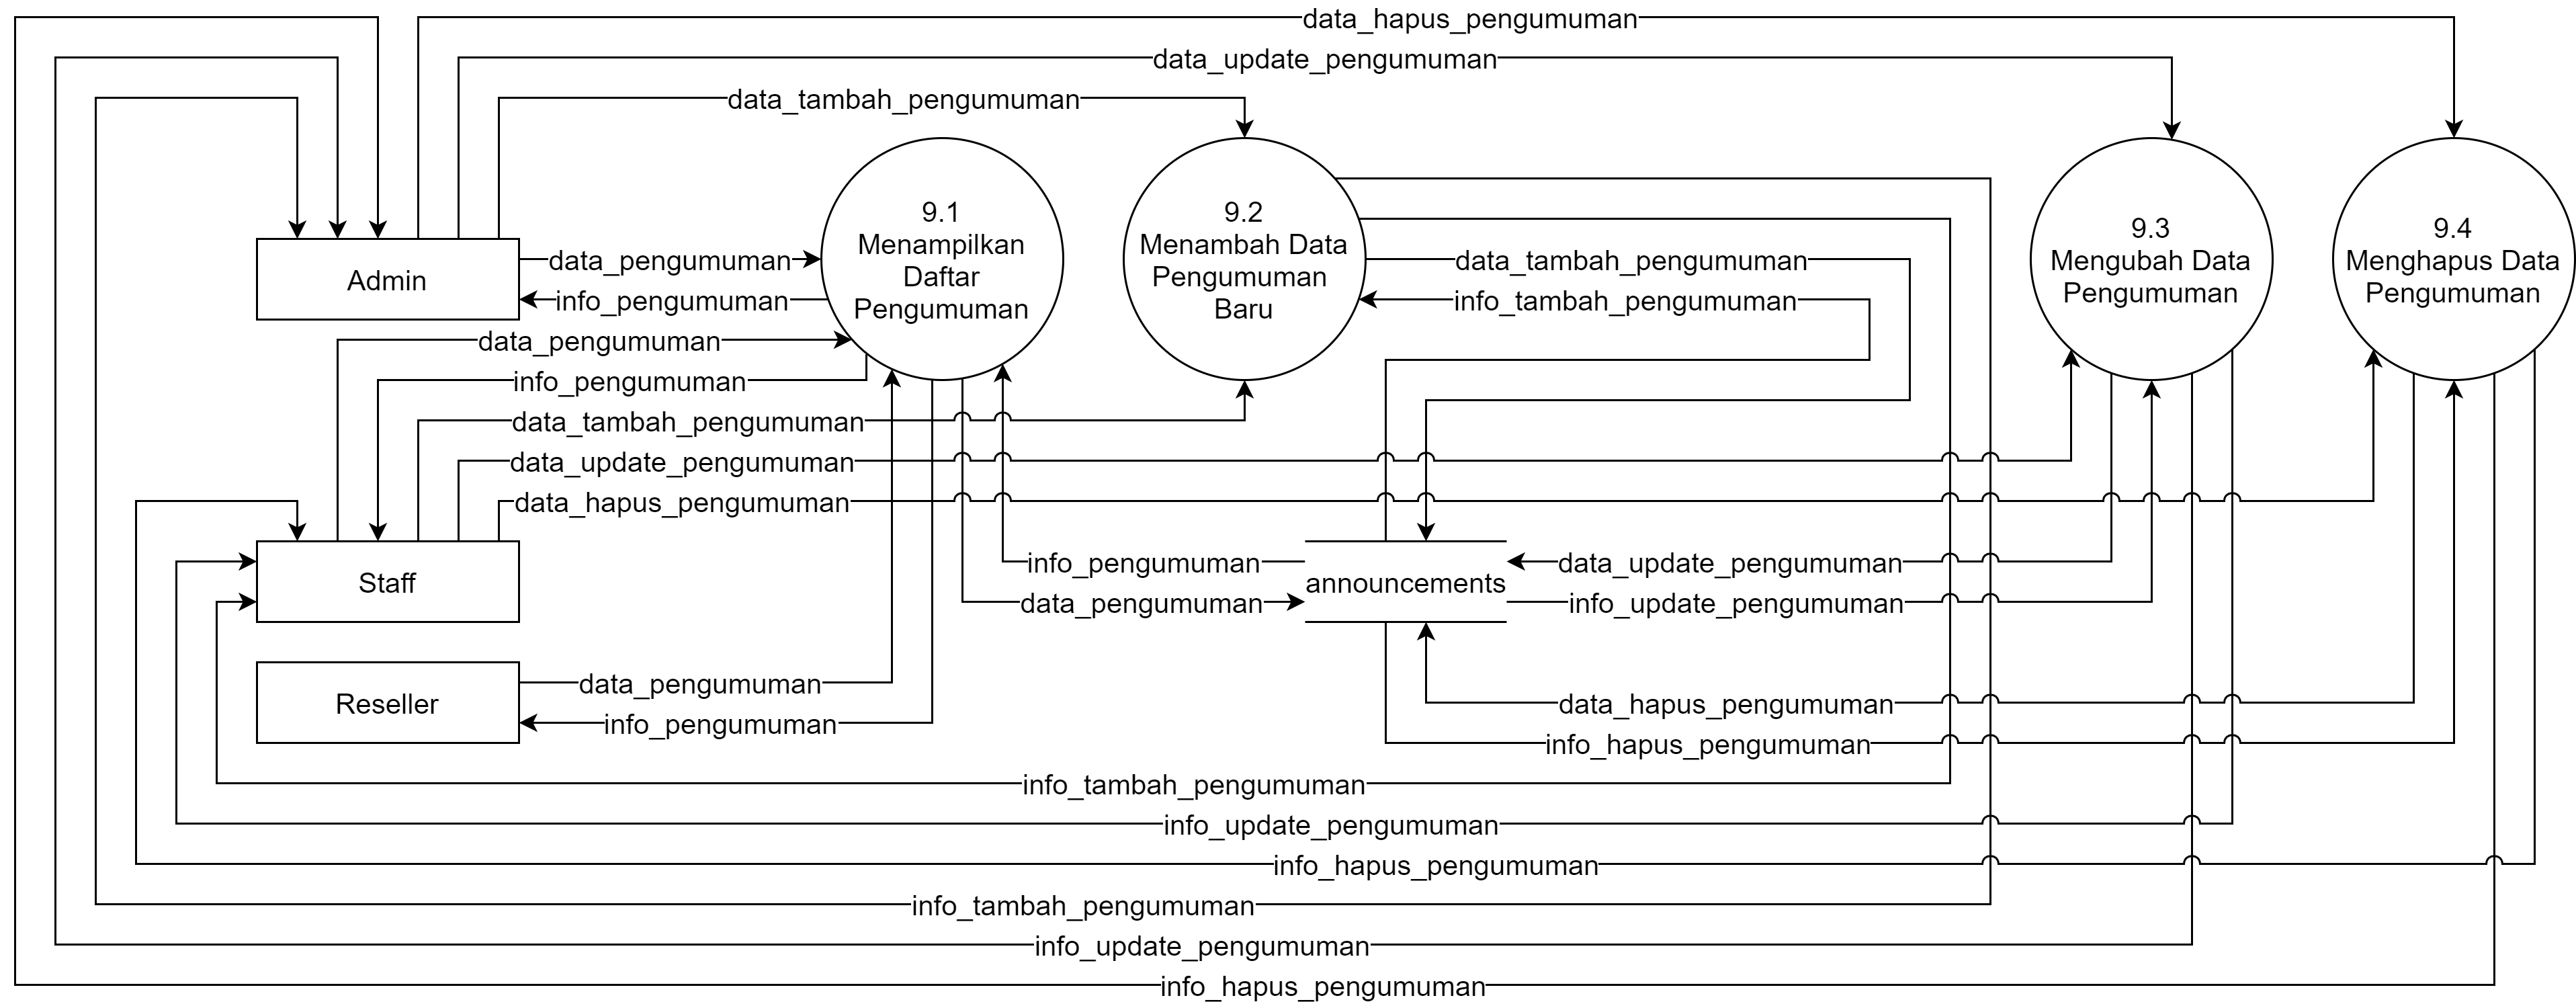 data_hapus_pengumuman
data_update_pengumuman
data_tambah_pengumuman
9.1
Menampilkan
Daftar
Pengumuman
9.2
Menambah Data
Pengumuman
Baru
9.3
Mengubah Data
Pengumuman
9.4
Menghapus Data
Pengumuman
Admin
data_pengumuman
info_pengumuman
data_tambah_pengumuman
info_tambah_pengumuman
data_pengumuman
info_pengumuman
data_tambah_pengumuman
data_update_pengumuman
data_hapus_pengumuman
Staff
info_pengumuman
data_pengumuman
announcements
data_update_pengumuman
info_update_pengumuman
Reseller
data_pengumuman
info_pengumuman
data_hapus_pengumuman
info_hapus_pengumuman
info_tambah_pengumuman
info_update_pengumuman
info_hapus_pengumuman
info_tambah_pengumuman
info_update_pengumuman
info_hapus_pengumuman